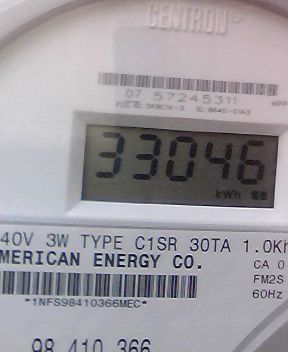 CENTRON
07 57245311
33046
kWh
40V 3W TYPE C1SR 30TA 1.0Kh
MERICAN ENERGY CO.
CA 0
FM2S
*1NFS98410366MEC*
60Hz
98 410 366